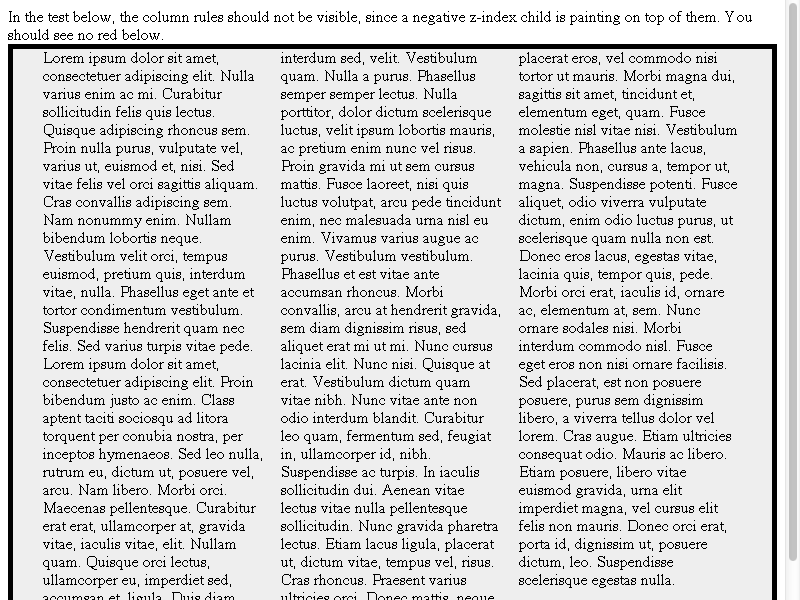 In the test below, the column rules should not be visible, since a negative z-index child is painting on top of them. You
should see no red below.
Lorem ipsum dolor sit amet,
consectetuer adipiscing elit. Nulla
varius enim ac mi. Curabitur
sollicitudin felis quis lectus.
Quisque adipiscing rhoncus sem.
Proin nulla purus, vulputate vel,
varius ut, euismod et, nisi. Sed
vitae felis vel orci sagittis aliquam.
Cras convallis adipiscing sem.
Nam nonummy enim. Nullam
bibendum lobortis neque.
Vestibulum velit orci, tempus
euismod, pretium quis, interdum
vitae, nulla. Phasellus eget ante et
tortor condimentum vestibulum.
Suspendisse hendrerit quam nec
felis. Sed varius turpis vitae pede.
Lorem ipsum dolor sit amet,
consectetuer adipiscing elit. Proin
bibendum justo ac enim. Class
aptent taciti sociosqu ad litora
torquent per conubia nostra, per
inceptos hymenaeos. Sed leo nulla,
rutrum eu, dictum ut, posuere vel,
arcu. Nam libero. Morbi orci.
Maecenas pellentesque. Curabitur
erat erat, ullamcorper at, gravida
vitae, iaculis vitae, elit. Nullam
quam. Quisque orci lectus,
ullamcorper eu, imperdiet sed,
accumsan et, ligula. Duis diam
interdum sed, velit. Vestibulum
quam. Nulla a purus. Phasellus
semper semper lectus. Nulla
porttitor, dolor dictum scelerisque
luctus, velit ipsum lobortis mauris,
ac pretium enim nunc vel risus.
Proin gravida mi ut sem cursus
mattis. Fusce laoreet, nisi quis
luctus volutpat, arcu pede tincidunt
enim, nec malesuada urna nisl eu
enim. Vivamus varius augue ac
purus. Vestibulum vestibulum.
Phasellus et est vitae ante
accumsan rhoncus. Morbi
convallis, arcu at hendrerit gravida,
sem diam dignissim risus, sed
aliquet erat mi ut mi. Nunc cursus
lacinia elit. Nunc nisi. Quisque at
erat. Vestibulum dictum quam
vitae nibh. Nunc vitae ante non
odio interdum blandit. Curabitur
leo quam, fermentum sed, feugiat
in, ullamcorper id, nibh.
Suspendisse ac turpis. In iaculis
sollicitudin dui. Aenean vitae
lectus vitae nulla pellentesque
sollicitudin. Nunc gravida pharetra
lectus. Etiam lacus ligula, placerat
ut, dictum vitae, tempus vel, risus.
Cras rhoncus. Praesent varius
ultricies orci. Donec mattis, neque
placerat eros, vel commodo nisi
tortor ut mauris. Morbi magna dui,
sagittis sit amet, tincidunt et,
elementum eget, quam. Fusce
molestie nisl vitae nisi. Vestibulum
a sapien. Phasellus ante lacus,
vehicula non, cursus a, tempor ut,
magna. Suspendisse potenti. Fusce
aliquet, odio viverra vulputate
dictum, enim odio luctus purus, ut
scelerisque quam nulla non est.
Donec eros lacus, egestas vitae,
lacinia quis, tempor quis, pede.
Morbi orci erat, iaculis id, ornare
ac, elementum at, sem. Nunc
ornare sodales nisi. Morbi
interdum commodo nisl. Fusce
eget eros non nisi ornare facilisis.
Sed placerat, est non posuere
posuere, purus sem dignissim
libero, a viverra tellus dolor vel
lorem. Cras augue. Etiam ultricies
consequat odio. Mauris ac libero.
Etiam posuere, libero vitae
euismod gravida, urna elit
imperdiet magna, vel cursus elit
felis non mauris. Donec orci erat,
porta id, dignissim ut, posuere
dictum, leo. Suspendisse
scelerisque egestas nulla.